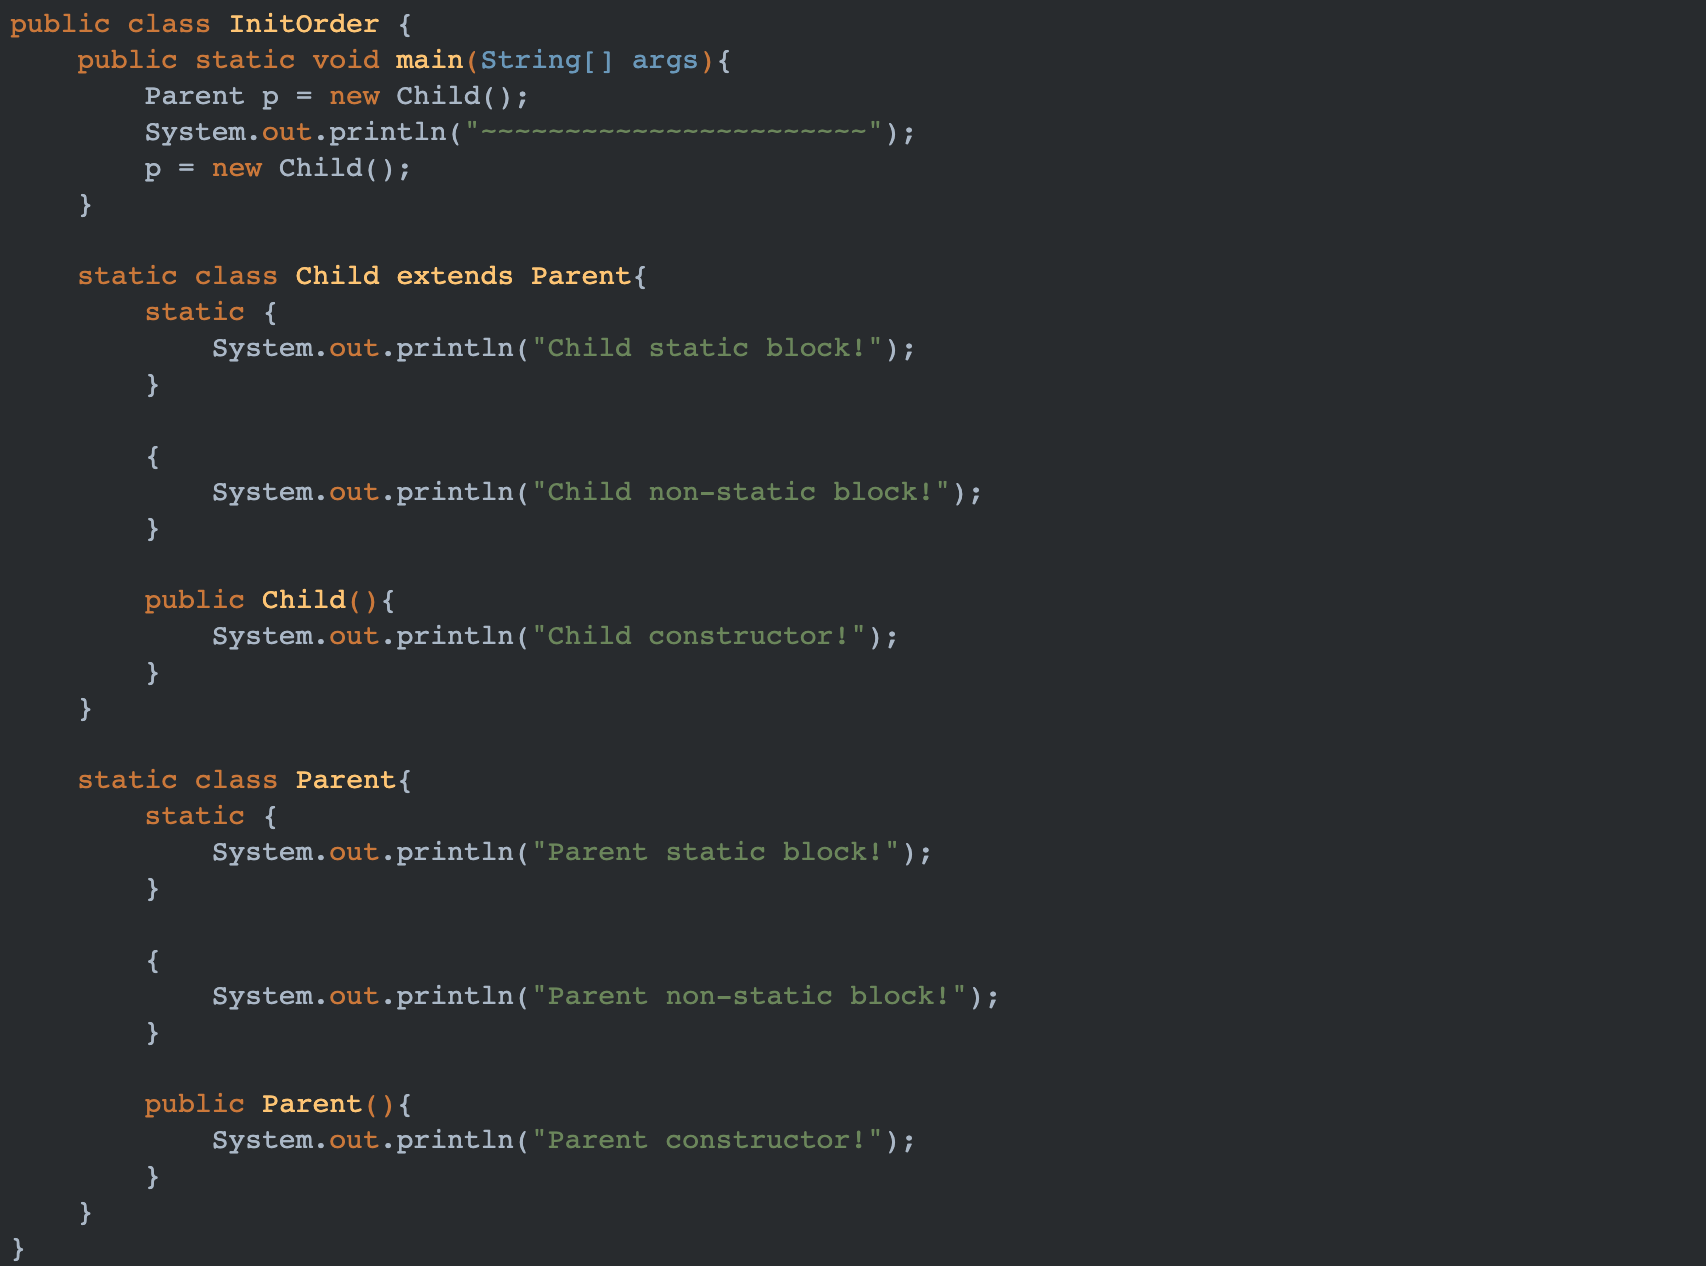 public class InitOrder {
    public static void main(String[] args){
        Parent p = new Child();
        System.out.println("~~~~~~~~~~~~~~~~~~~~~~~");
        p = new Child();
    }

    static class Child extends Parent{
        static {
            System.out.println("Child static block!");
        }

        {
            System.out.println("Child non-static block!");
        }

        public Child(){
            System.out.println("Child constructor!");
        }
    }

    static class Parent{
        static {
            System.out.println("Parent static block!");
        }

        {
            System.out.println("Parent non-static block!");
        }

        public Parent(){
            System.out.println("Parent constructor!");
        }
    }
}